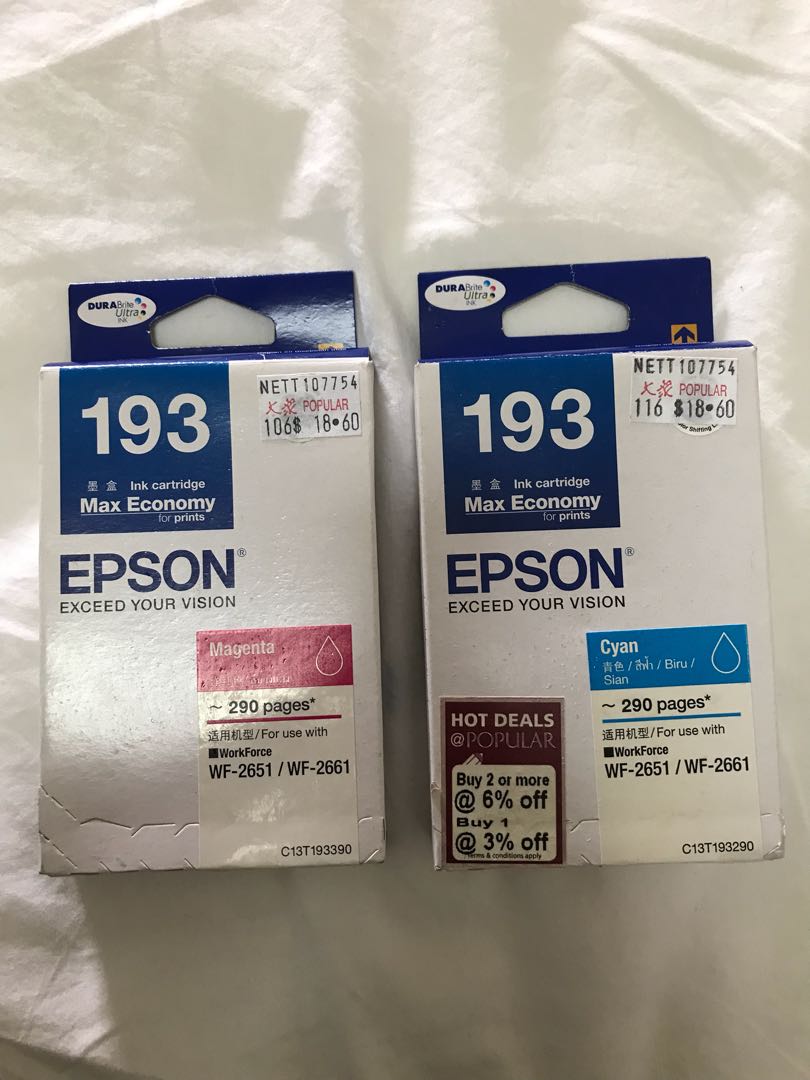 DURABrite
Ultra
INK
NETT107754
大众 POPULAR
106$ 18•60
193
墨盒 Ink cartridge
Max Economy
for prints
EPSON®
EXCEED YOUR VISION
Magenta
~ 290 pages*
适用机型/For use with
WorkForce
WF-2651 / WF-2661
C13T193390
DURABrite
Ultra
INK
NETT107754
大众 POPULAR
116 $18•60
193
墨盒 Ink cartridge
Max Economy
for prints
EPSON®
EXCEED YOUR VISION
Cyan
青色 / สีฟ้า / Biru /
Sian
~ 290 pages*
适用机型/For use with
WorkForce
WF-2651 / WF-2661
C13T193290
HOT DEALS
@POPULAR
Buy 2 or more
@ 6% off
Buy 1
@ 3% off
Terms & conditions apply